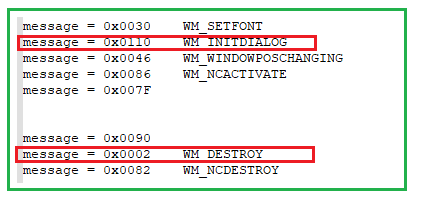 message = 0x0030 WM_SETFONT
message = 0x0110 WM_INITDIALOG
message = 0x0046 WM_WINDOWPOSCHANGING
message = 0x0086 WM_NCACTIVATE
message = 0x007F
message = 0x0090
message = 0x0002 WM_DESTROY
message = 0x0082 WM_NCDESTROY